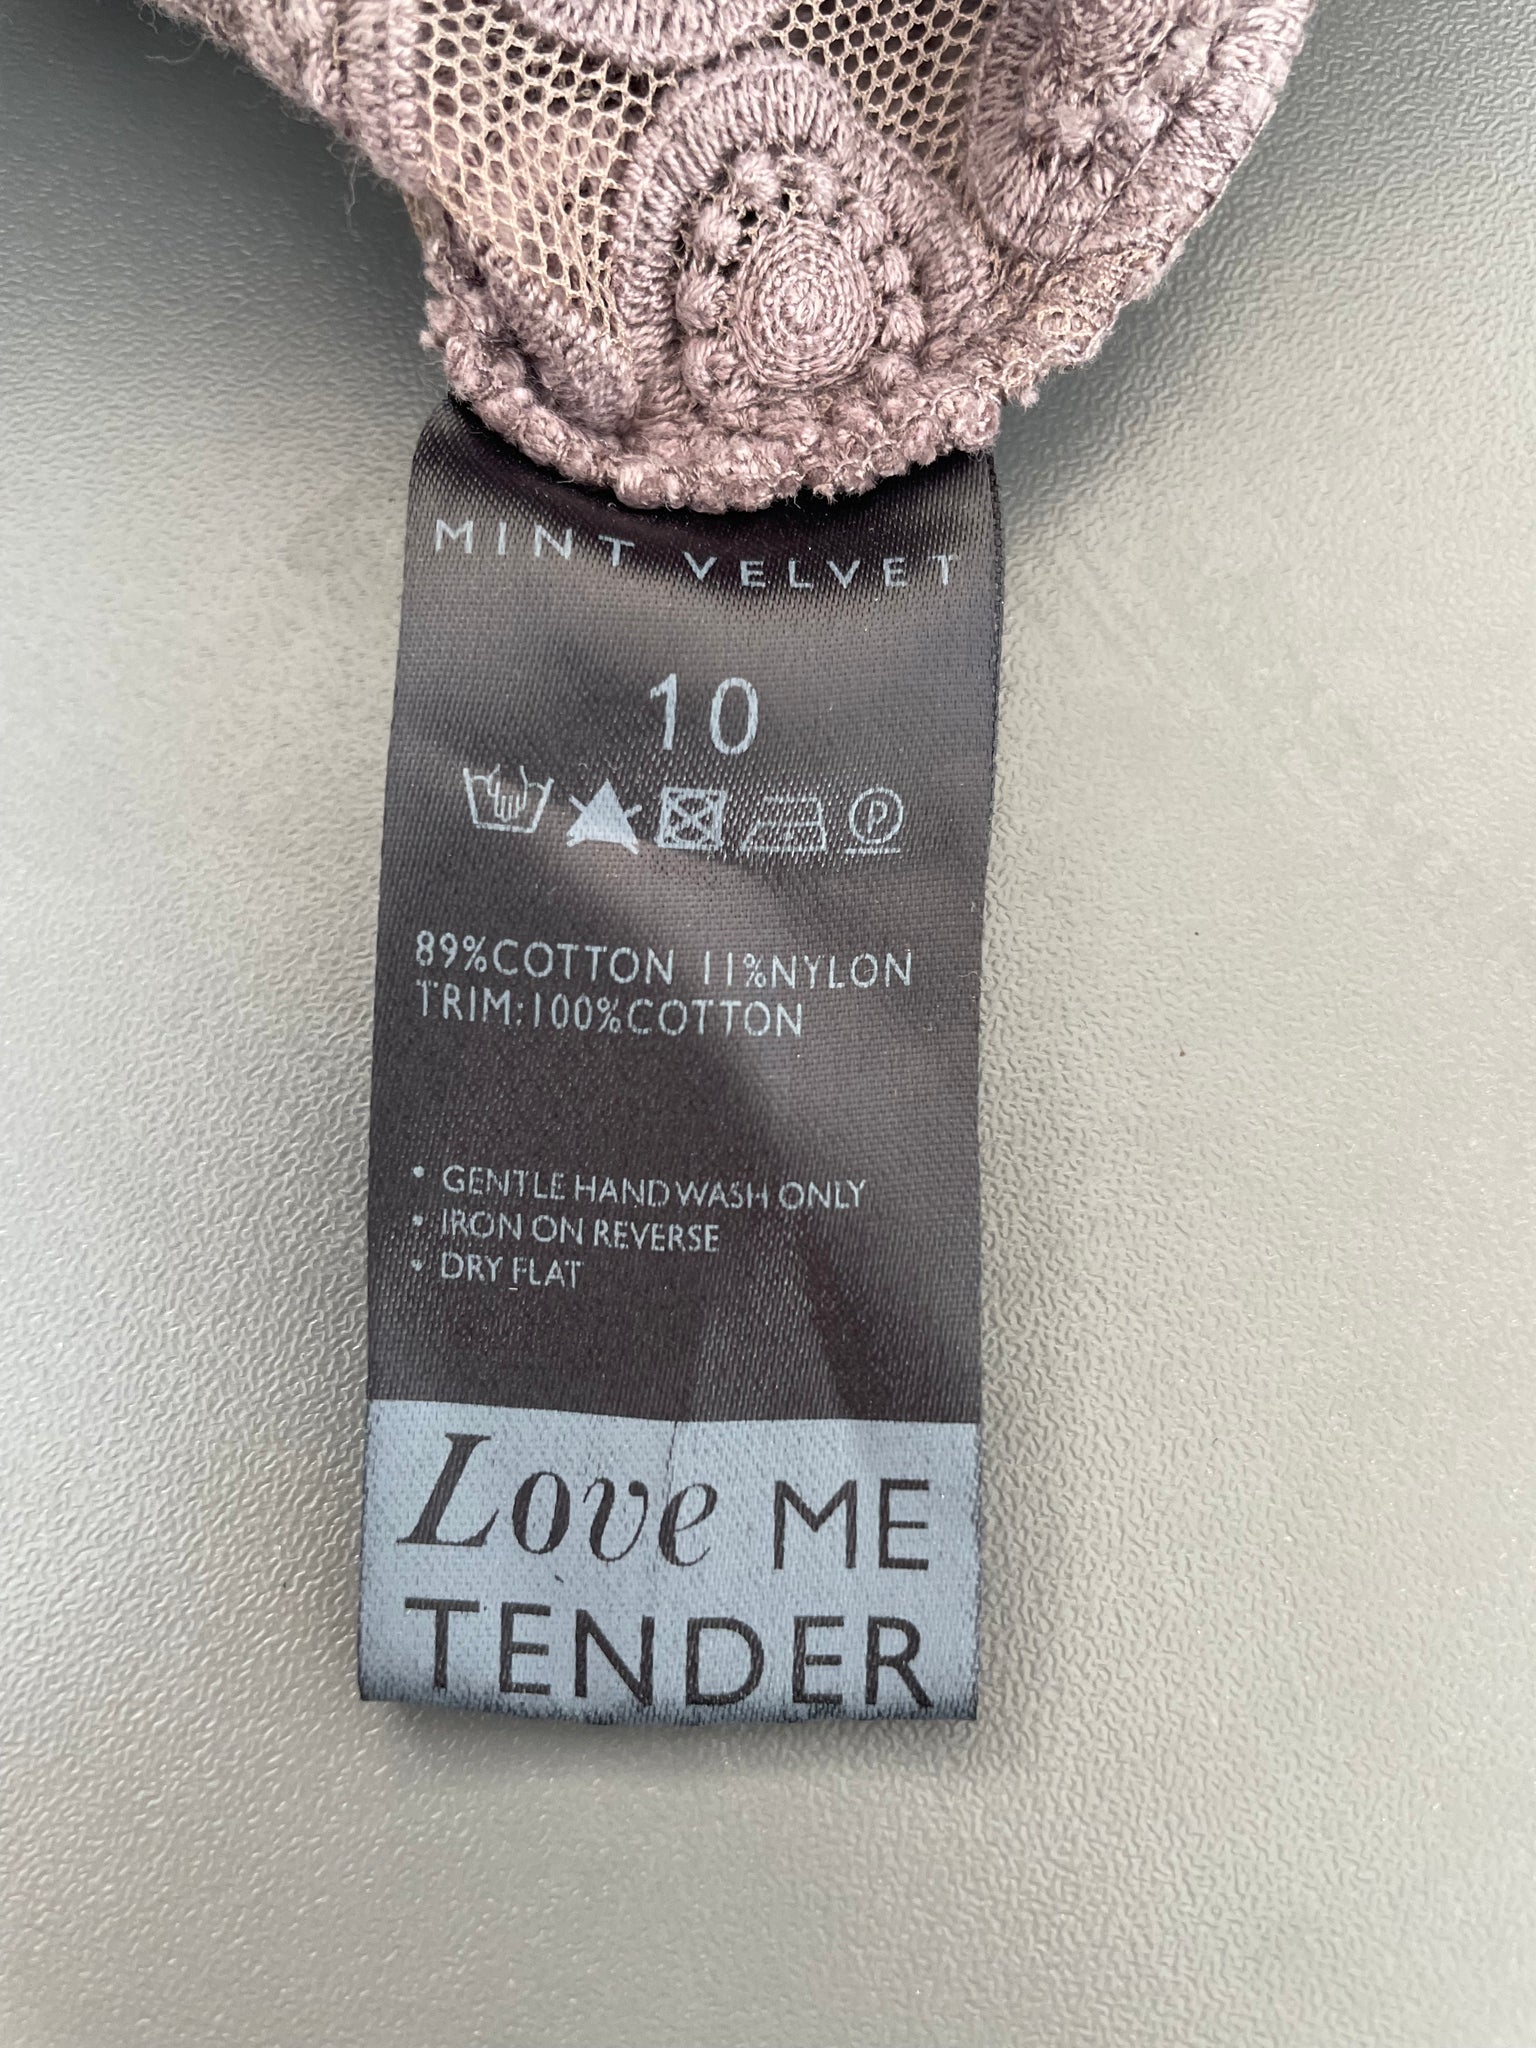 MINT VELVET
10
P
89%COTTON 11%NYLON
TRIM:100%COTTON
• GENTLE HAND WASH ONLY
• IRON ON REVERSE
• DRY FLAT
Love ME
TENDER